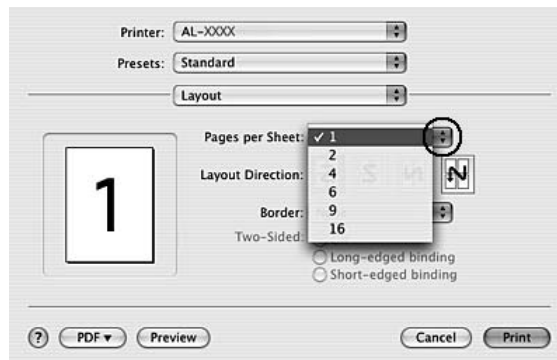 Printer: AL-XXXX
Presets: Standard
Layout
Pages per Sheet: ✓ 1
2
Layout Direction: 4
6
Border: 9
Two-Sided: 16
Long-edged binding
Short-edged binding
1
? PDF ▼ Preview Cancel Print